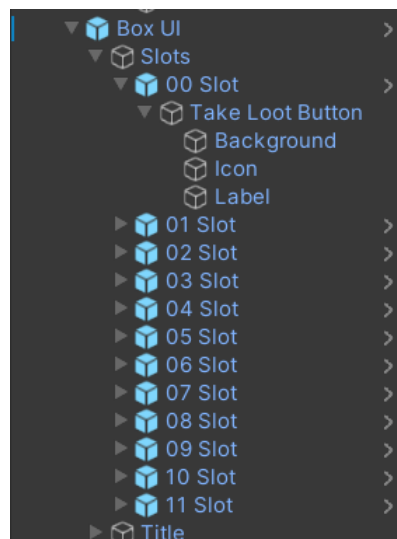 Box UI
Slots
00 Slot
Take Loot Button
Background
Icon
Label
01 Slot
02 Slot
03 Slot
04 Slot
05 Slot
06 Slot
07 Slot
08 Slot
09 Slot
10 Slot
11 Slot
Title